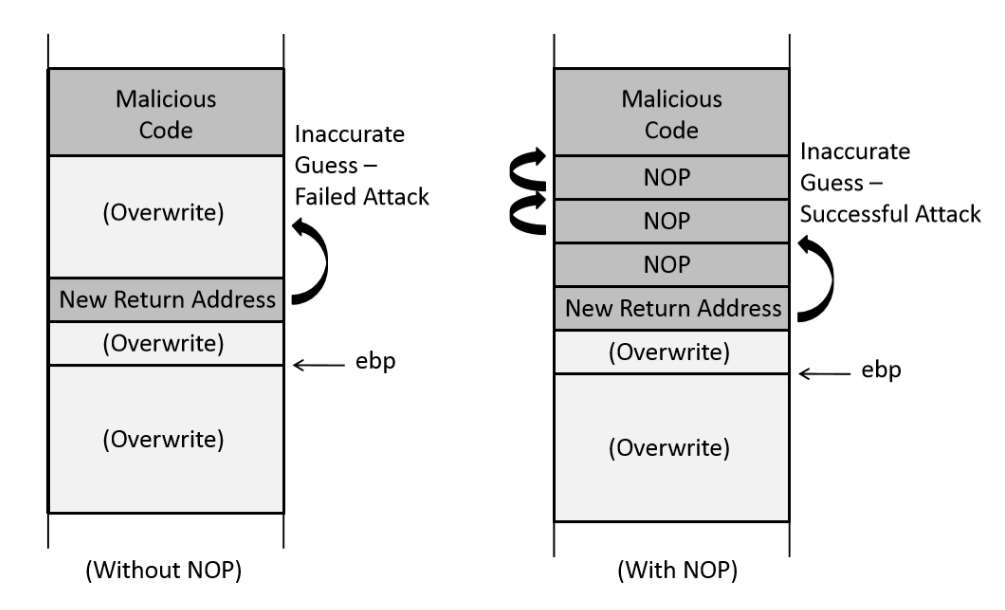 Malicious
Code
Inaccurate
Guess –
Failed Attack
(Overwrite)
New Return Address
(Overwrite)
ebp
(Overwrite)
(Without NOP)
Malicious
Code
Inaccurate
Guess –
Successful Attack
NOP
NOP
NOP
New Return Address
(Overwrite)
ebp
(Overwrite)
(With NOP)